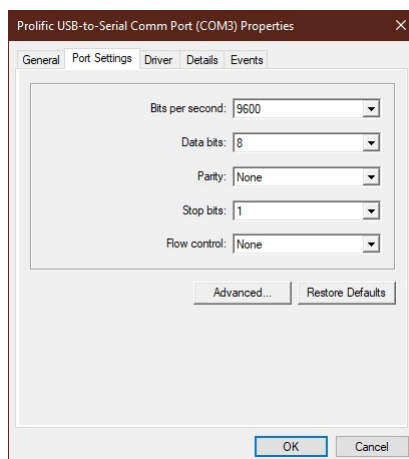 Prolific USB-to-Serial Comm Port (COM3) Properties
General Port Settings Driver Details Events
Bits per second: 9600
Data bits: 8
Parity: None
Stop bits: 1
Flow control: None
Advanced... Restore Defaults
OK Cancel